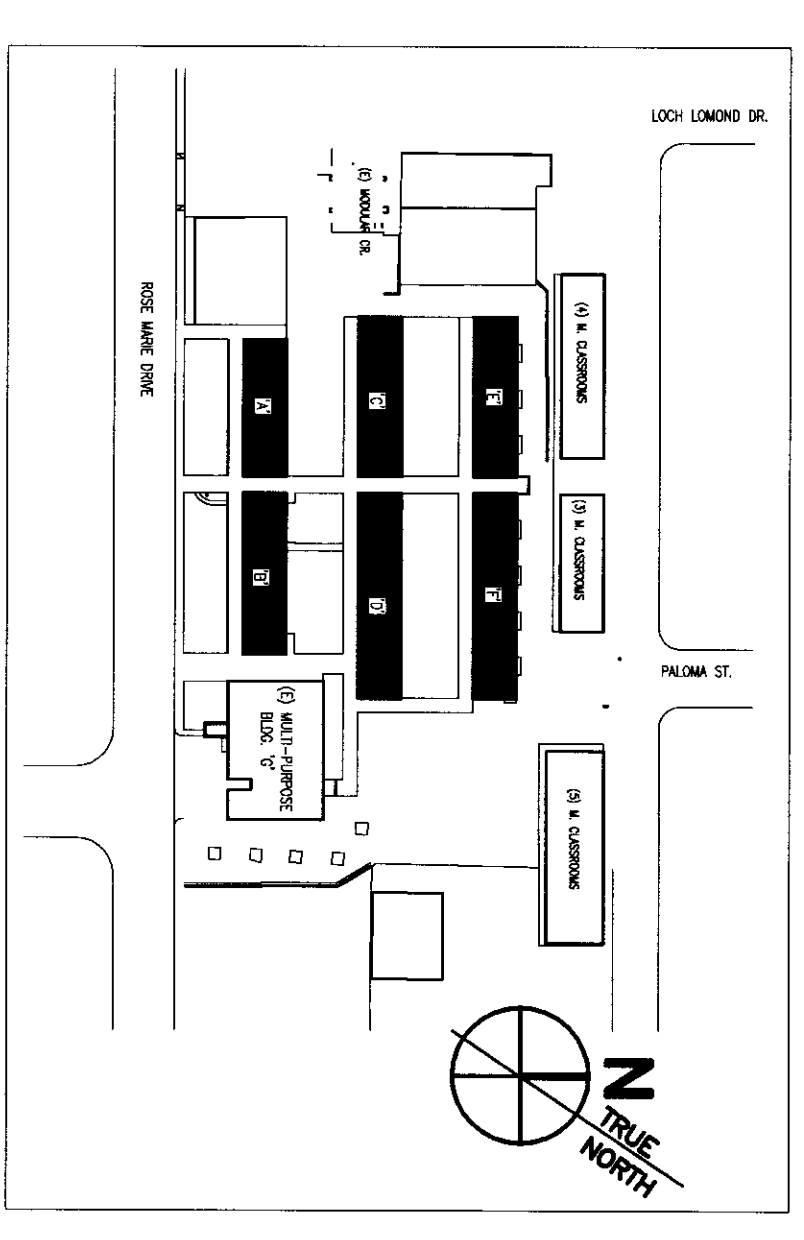 LOCH LOMOND DR.
(E) MODULAR CR.
ROSE MARIE DRIVE
(4) M. CLASSROOMS
'A'
'C'
'E'
(3) M. CLASSROOMS
'B'
'D'
'F'
PALOMA ST.
(E) MULTI-PURPOSE
BLDG. 'G'
(5) M. CLASSROOMS
N
TRUE
NORTH